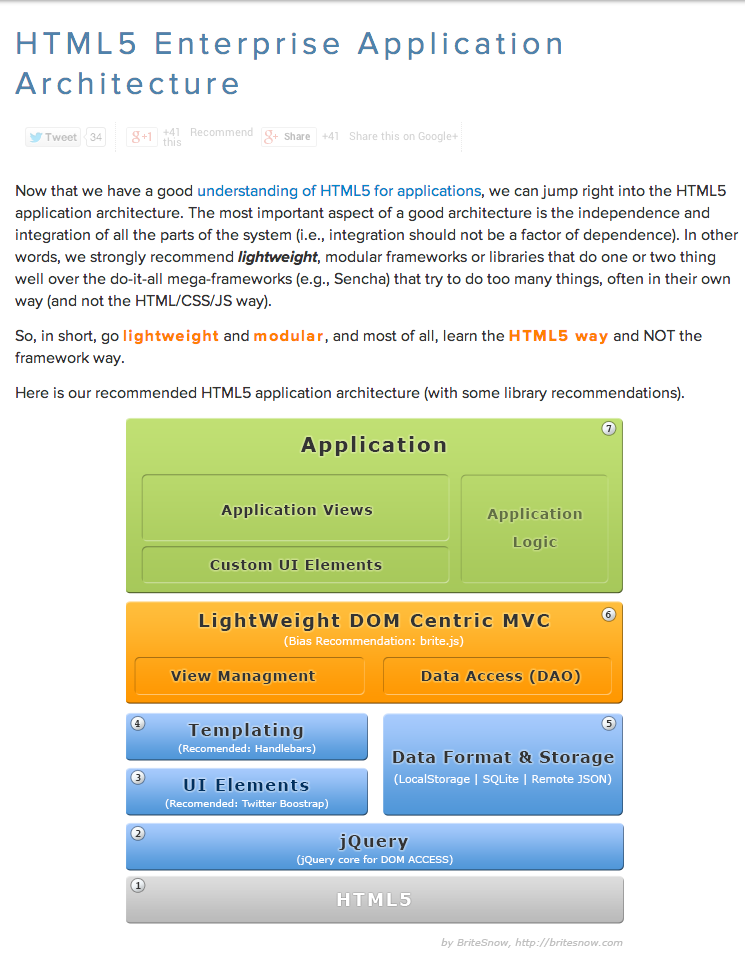 HTML5 Enterprise Application
Architecture
Tweet 34 g+1 +41 Recommend this g+ Share +41 Share this on Google+
Now that we have a good understanding of HTML5 for applications, we can jump right into the HTML5
application architecture. The most important aspect of a good architecture is the independence and
integration of all the parts of the system (i.e., integration should not be a factor of dependence). In other
words, we strongly recommend lightweight, modular frameworks or libraries that do one or two thing
well over the do-it-all mega-frameworks (e.g., Sencha) that try to do too many things, often in their own
way (and not the HTML/CSS/JS way).
So, in short, go lightweight and modular, and most of all, learn the HTML5 way and NOT the
framework way.
Here is our recommended HTML5 application architecture (with some library recommendations).
7
Application
Application Views
Custom UI Elements
Application
Logic
6
LightWeight DOM Centric MVC
(Bias Recommendation: brite.js)
View Managment
Data Access (DAO)
4
Templating
(Recomended: Handlebars)
3
UI Elements
(Recomended: Twitter Boostrap)
5
Data Format & Storage
(LocalStorage | SQLite | Remote JSON)
2
jQuery
(jQuery core for DOM ACCESS)
1
HTML5
by BriteSnow, http://britesnow.com